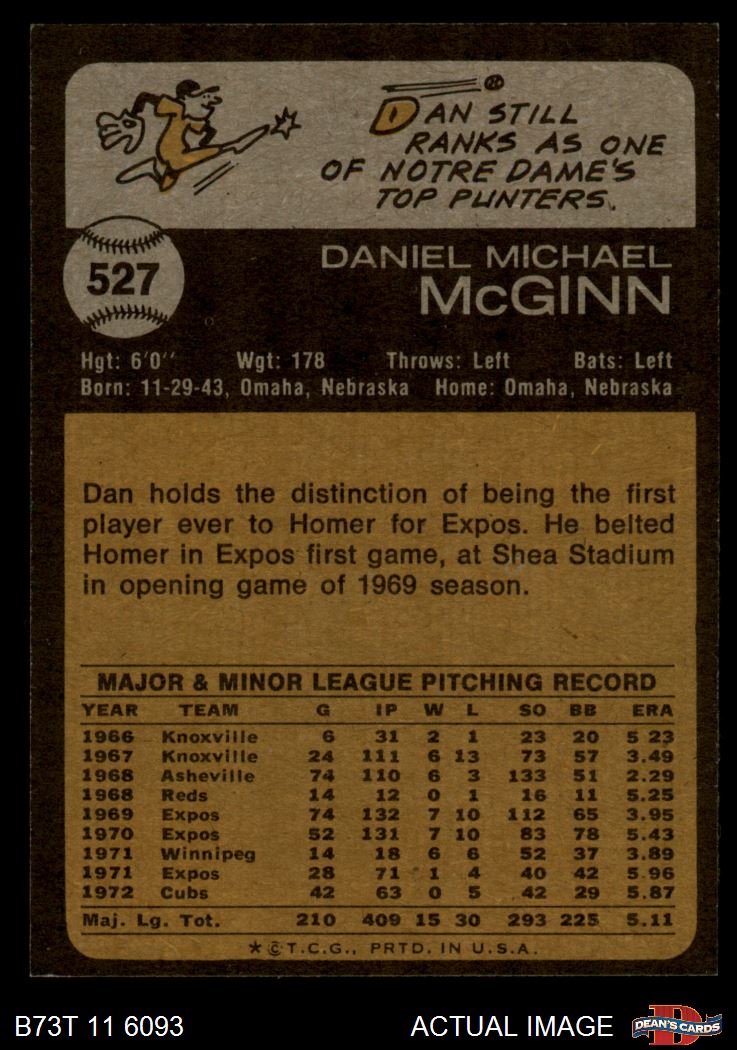 DAN STILL
RANKS AS ONE
OF NOTRE DAME'S
TOP PUNTERS.
527
DANIEL MICHAEL
McGINN
Hgt: 6'0" Wgt: 178 Throws: Left Bats: Left
Born: 11-29-43, Omaha, Nebraska Home: Omaha, Nebraska
Dan holds the distinction of being the first
player ever to Homer for Expos. He belted
Homer in Expos first game, at Shea Stadium
in opening game of 1969 season.
MAJOR & MINOR LEAGUE PITCHING RECORD
YEAR TEAM G IP W L SO BB ERA
1966 Knoxville 6 31 2 1 23 20 5 23
1967 Knoxville 24 111 6 13 73 57 3.49
1968 Asheville 74 110 6 3 133 51 2.29
1968 Reds 14 12 0 1 16 11 5.25
1969 Expos 74 132 7 10 112 65 3.95
1970 Expos 52 131 7 10 83 78 5.43
1971 Winnipeg 14 18 6 6 52 37 3.89
1971 Expos 28 71 1 4 40 42 5.96
1972 Cubs 42 63 0 5 42 29 5.87
Maj. Lg. Tot. 210 409 15 30 293 225 5.11
★ © T.C.G., PRTD. IN U.S.A.
B73T 11 6093 ACTUAL IMAGE DEAN'S CARDS